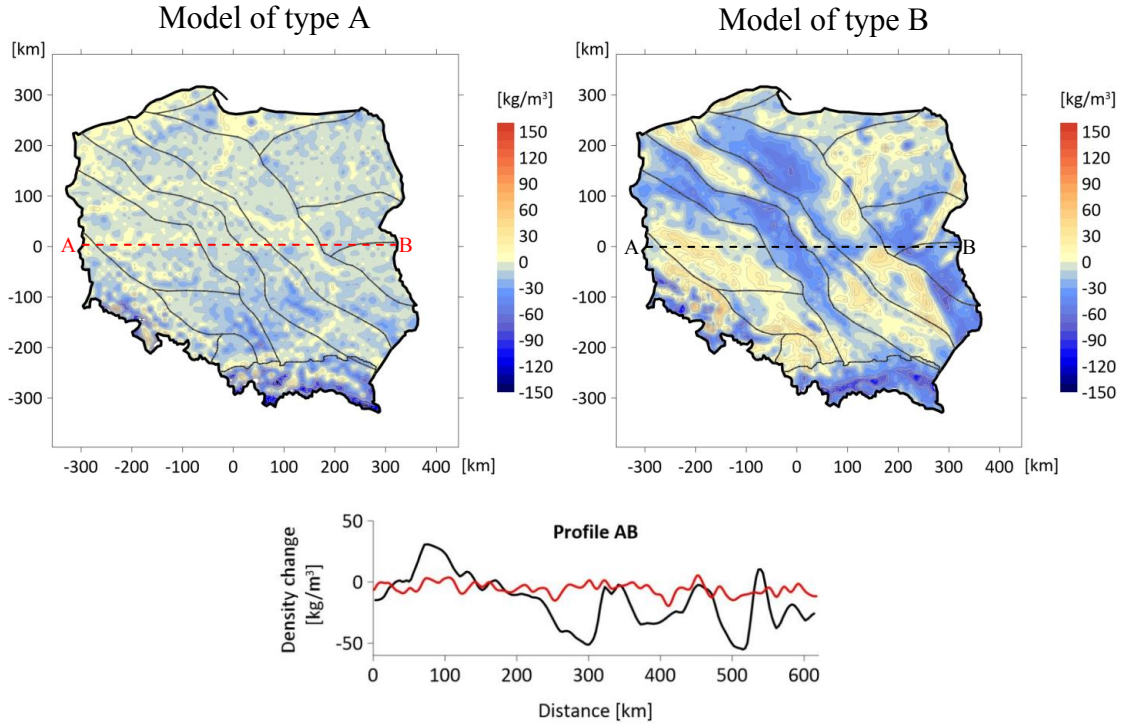 Model of type A
Model of type B
[km]
300
200
100
0
-100
-200
-300
-300 -200 -100 0 100 200 300 400 [km]
A
B
[kg/m³]
150
120
90
60
30
0
-30
-60
-90
-120
-150
[km]
300
200
100
0
-100
-200
-300
-300 -200 -100 0 100 200 300 400 [km]
A
B
[kg/m³]
150
120
90
60
30
0
-30
-60
-90
-120
-150
Profile AB
Density change
[kg/m³]
50
0
-50
0 100 200 300 400 500 600
Distance [km]